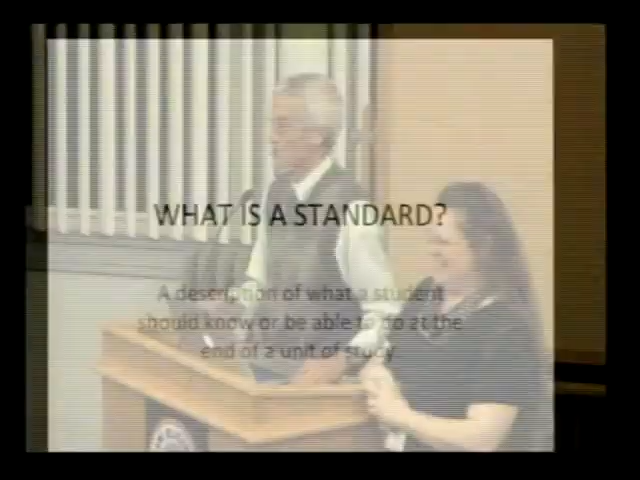 WHAT IS A STANDARD?
A description of what a student
should know or be able to do at the
end of a unit of study.